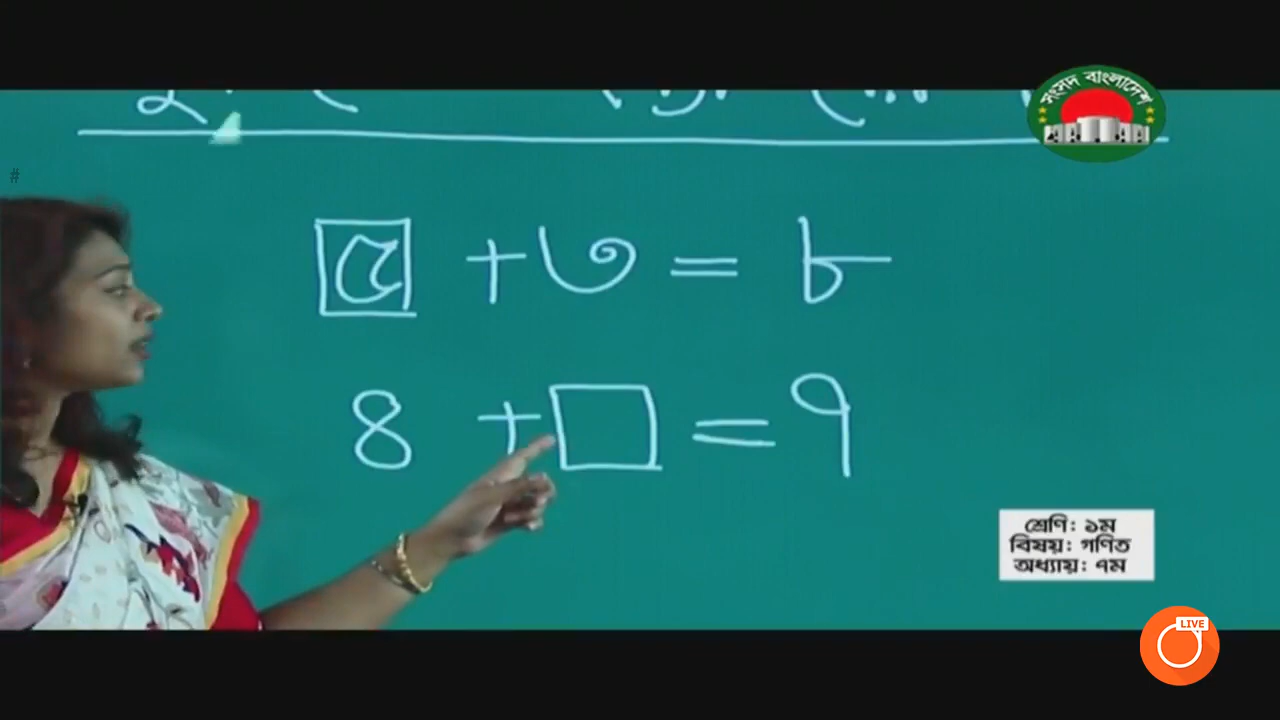 সংসদ বাংলাদেশ
#
৫ + ৩ = ৮
৪ + □ = ৭
শ্রেণি: ১ম
বিষয়: গণিত
অধ্যায়: ৭ম
LIVE